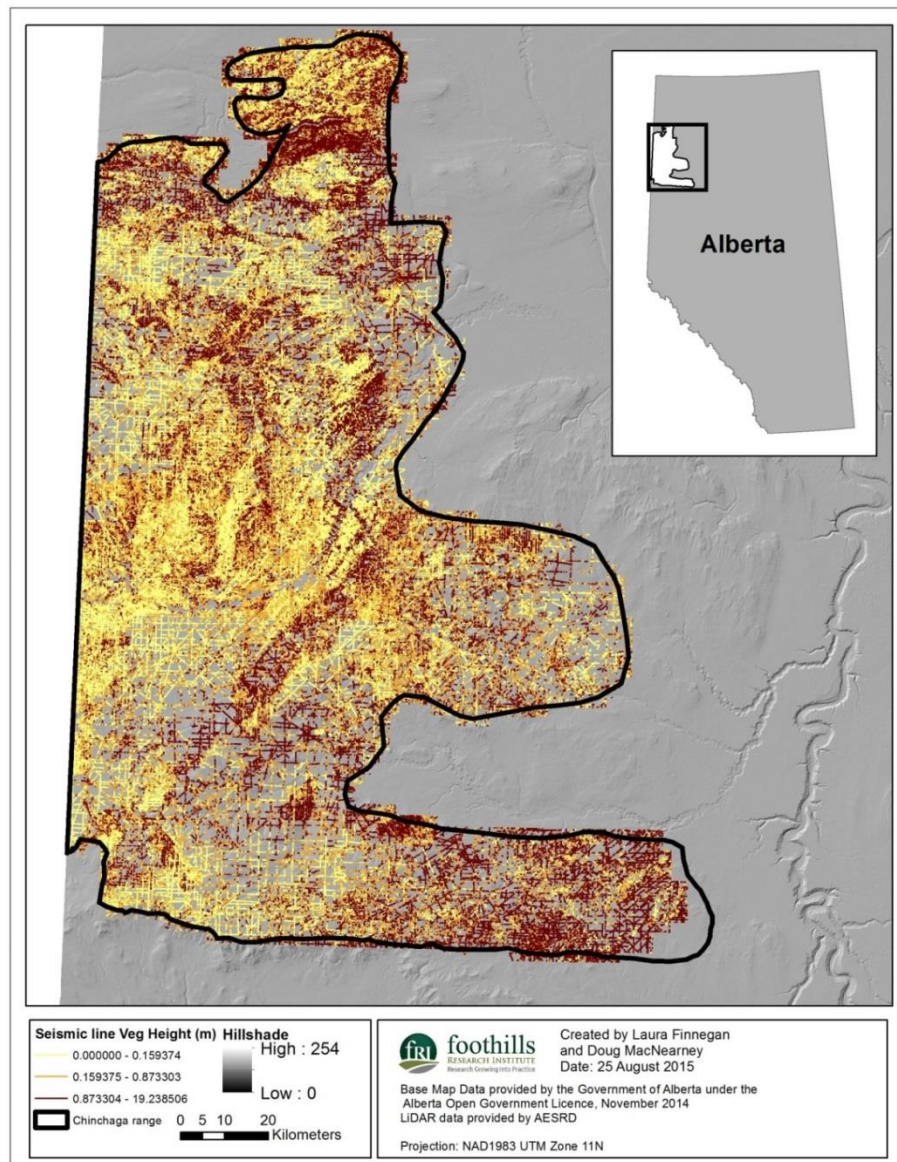 Alberta
Seismic line Veg Height (m)
0.000000 - 0.159374
0.159375 - 0.873303
0.873304 - 19.238506
Chinchaga range
Hillshade
High : 254
Low : 0
0 5 10 20
Kilometers
fRI foothills
RESEARCH INSTITUTE
Research Growing Into Practice
Created by Laura Finnegan
and Doug MacNearney
Date: 25 August 2015
Base Map Data provided by the Government of Alberta under the
Alberta Open Government Licence, November 2014
LiDAR data provided by AESRD
Projection: NAD1983 UTM Zone 11N